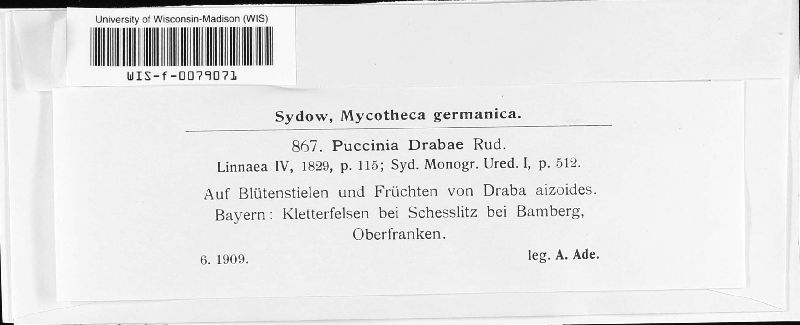 University of Wisconsin-Madison (WIS)
WIS-f-0079071
Sydow, Mycotheca germanica.
867. Puccinia Drabae Rud.
Linnaea IV, 1829, p. 115; Syd. Monogr. Ured. I, p. 512.
Auf Blütenstielen und Früchten von Draba aizoides.
Bayern: Kletterfelsen bei Schesslitz bei Bamberg,
Oberfranken.
6. 1909. leg. A. Ade.